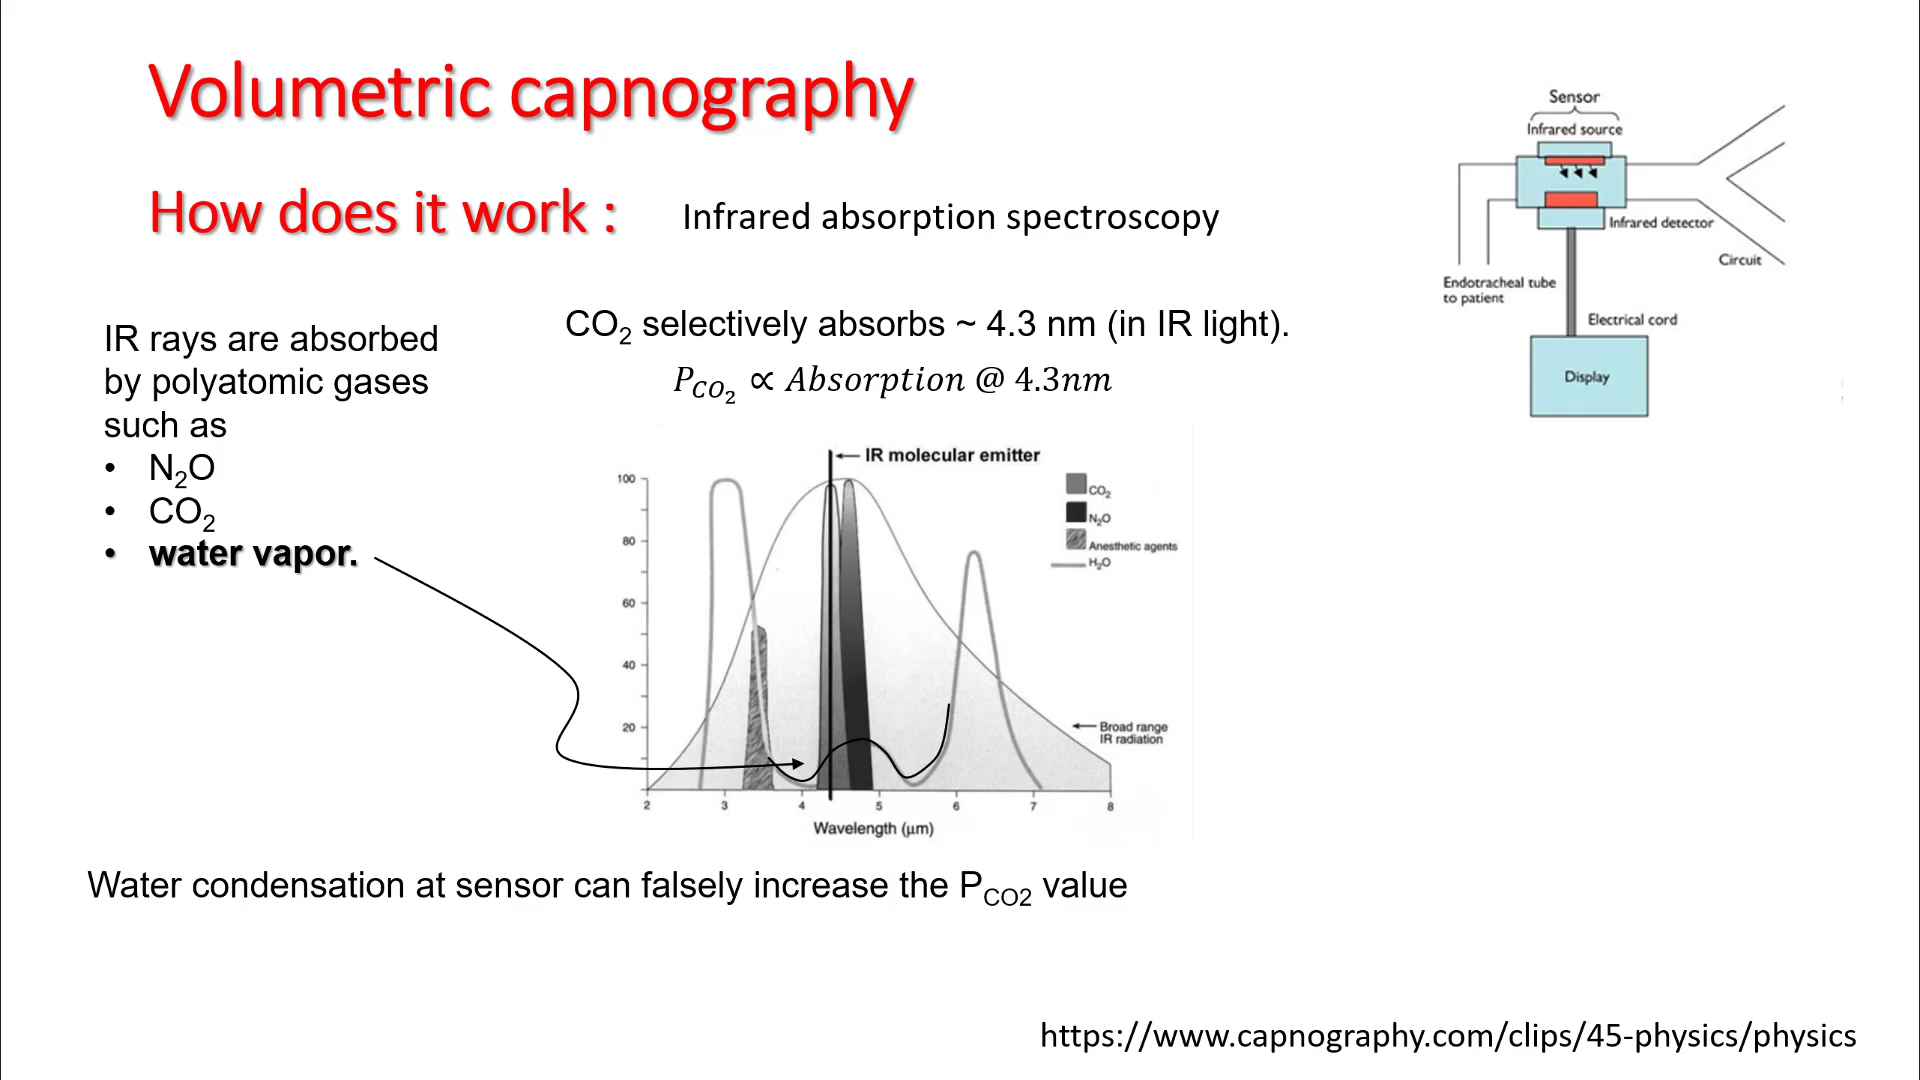 Volumetric capnography
How does it work :
Infrared absorption spectroscopy
Sensor
Infrared source
Infrared detector
Circuit
Endotracheal tube
to patient
Electrical cord
Display
IR rays are absorbed
by polyatomic gases
such as
• N₂O
• CO₂
• water vapor.
CO₂ selectively absorbs ~ 4.3 nm (in IR light).
P_CO₂ ∝ Absorption @ 4.3nm
IR molecular emitter
CO₂
N₂O
Anesthetic agents
H₂O
100
80
60
40
20
Broad range
IR radiation
2 3 4 5 6 7 8
Wavelength (μm)
Water condensation at sensor can falsely increase the P_CO2 value
https://www.capnography.com/clips/45-physics/physics